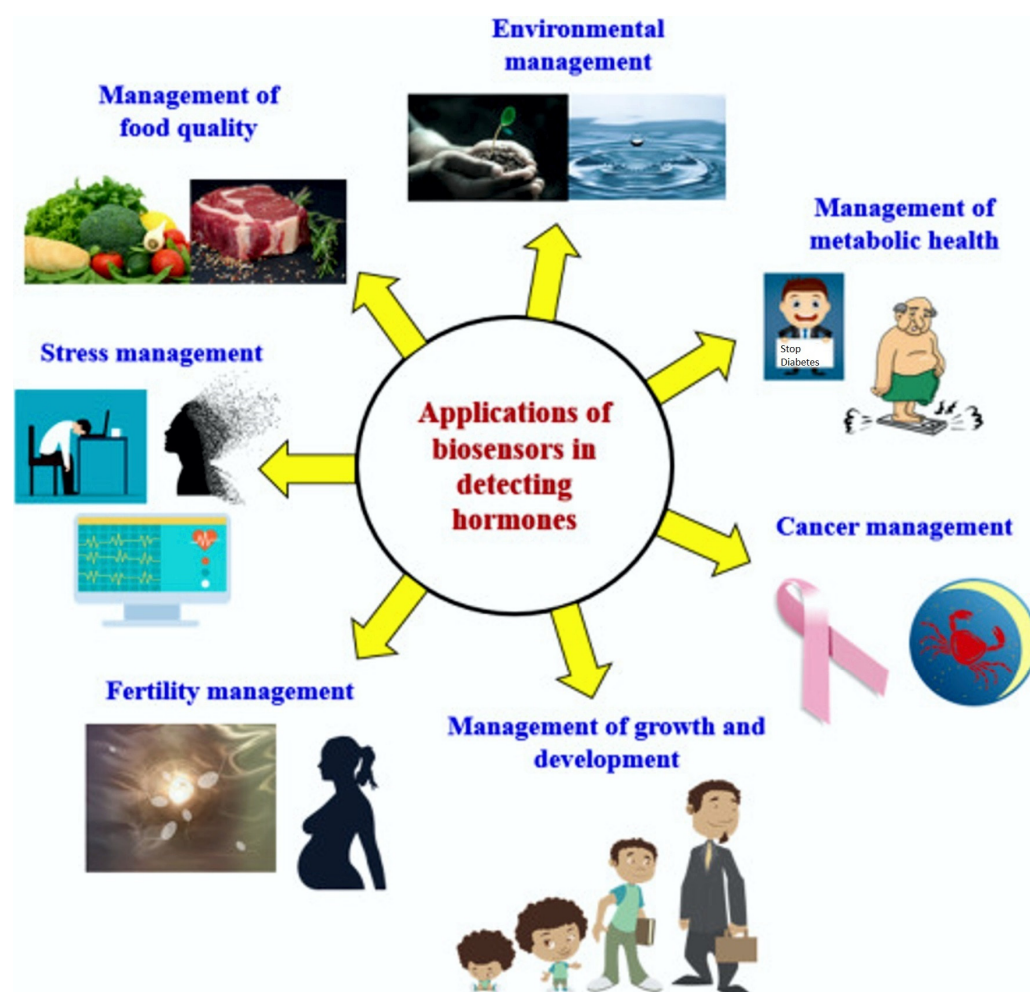 Environmental
management
Management of
food quality
Management of
metabolic health
Stop
Diabetes
Stress management
Applications of
biosensors in
detecting
hormones
Cancer management
Fertility management
Management of growth and
development